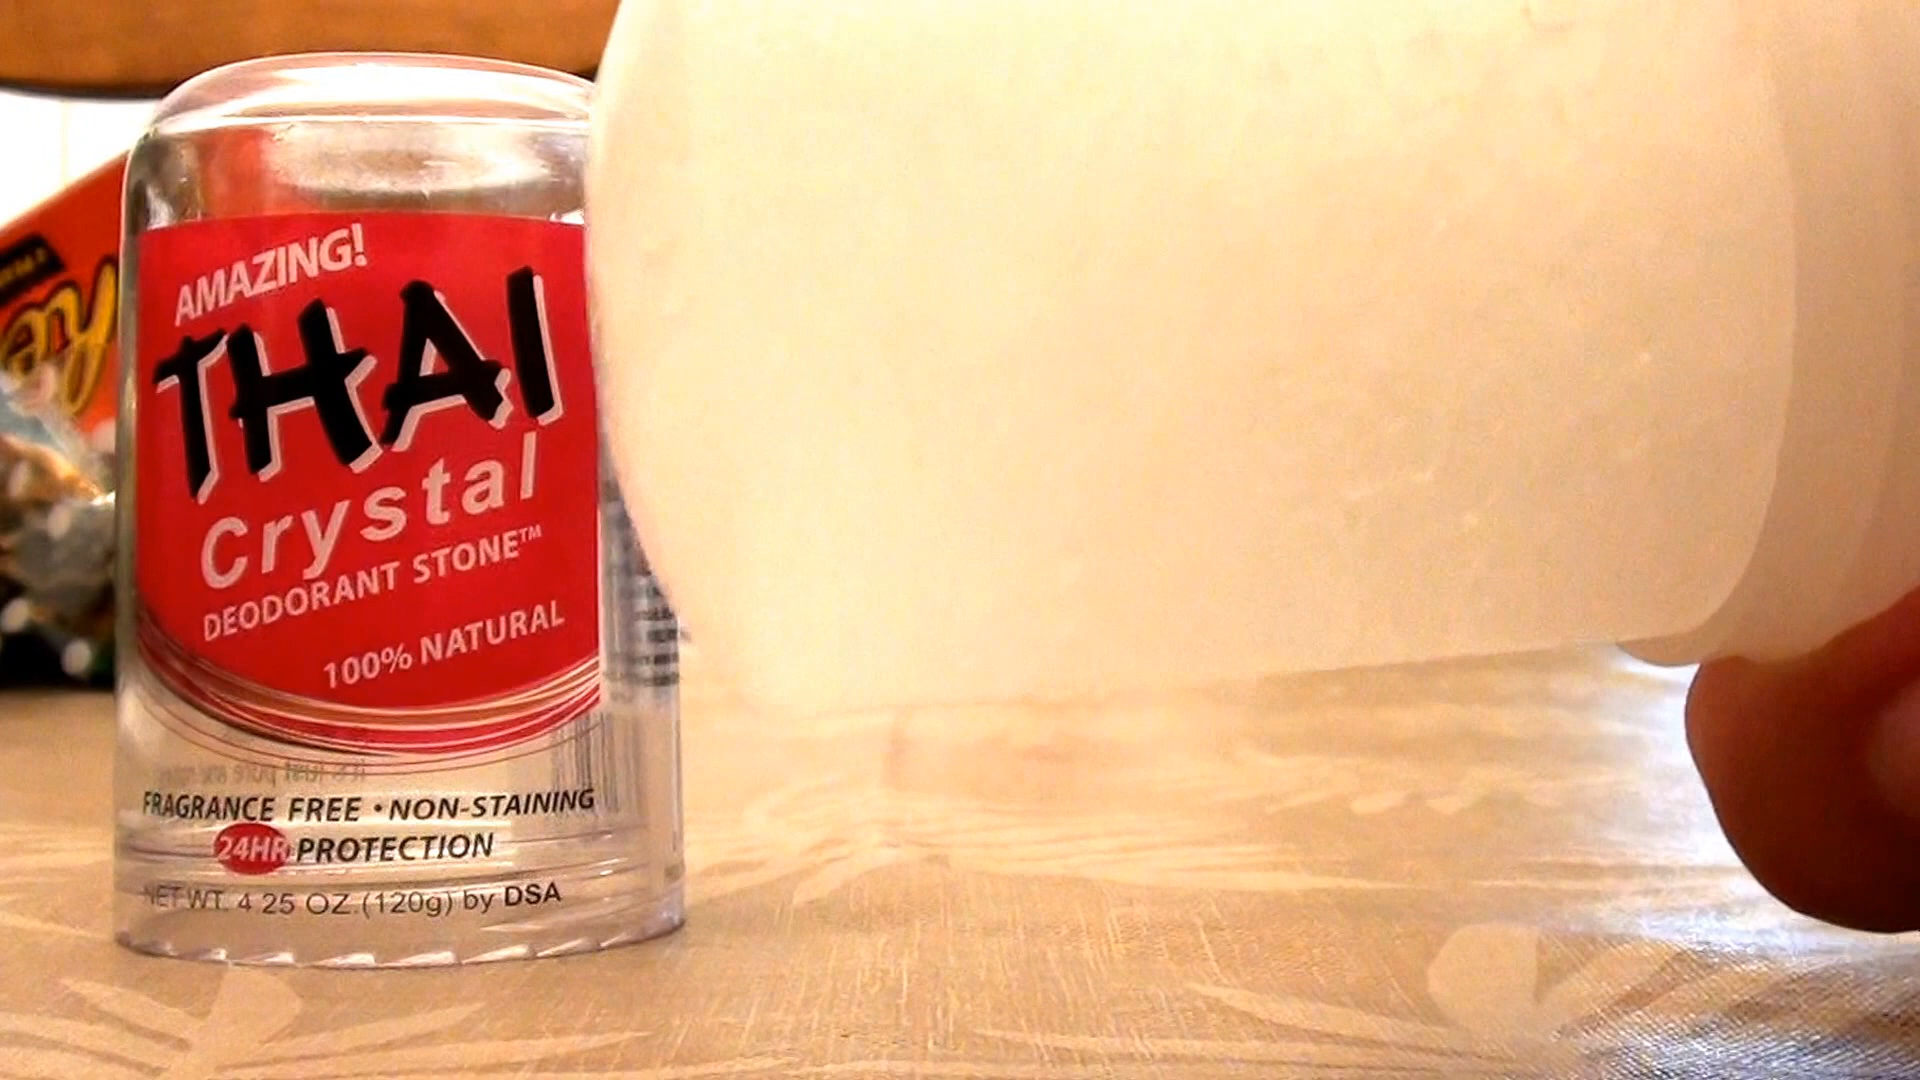 AMAZING!
THAI
Crystal
DEODORANT STONE™
100% NATURAL
FRAGRANCE FREE • NON-STAINING
24HR PROTECTION
NET WT. 4.25 OZ.(120g) by DSA